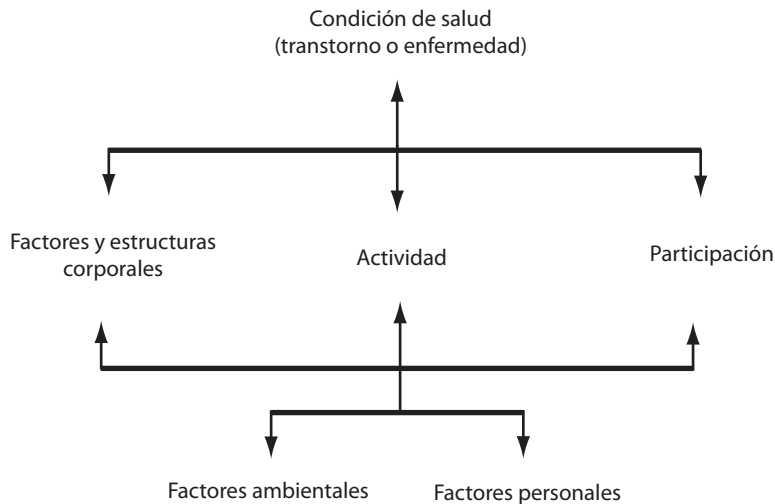 Condición de salud
(transtorno o enfermedad)
Factores y estructuras
corporales
Actividad
Participación
Factores ambientales
Factores personales